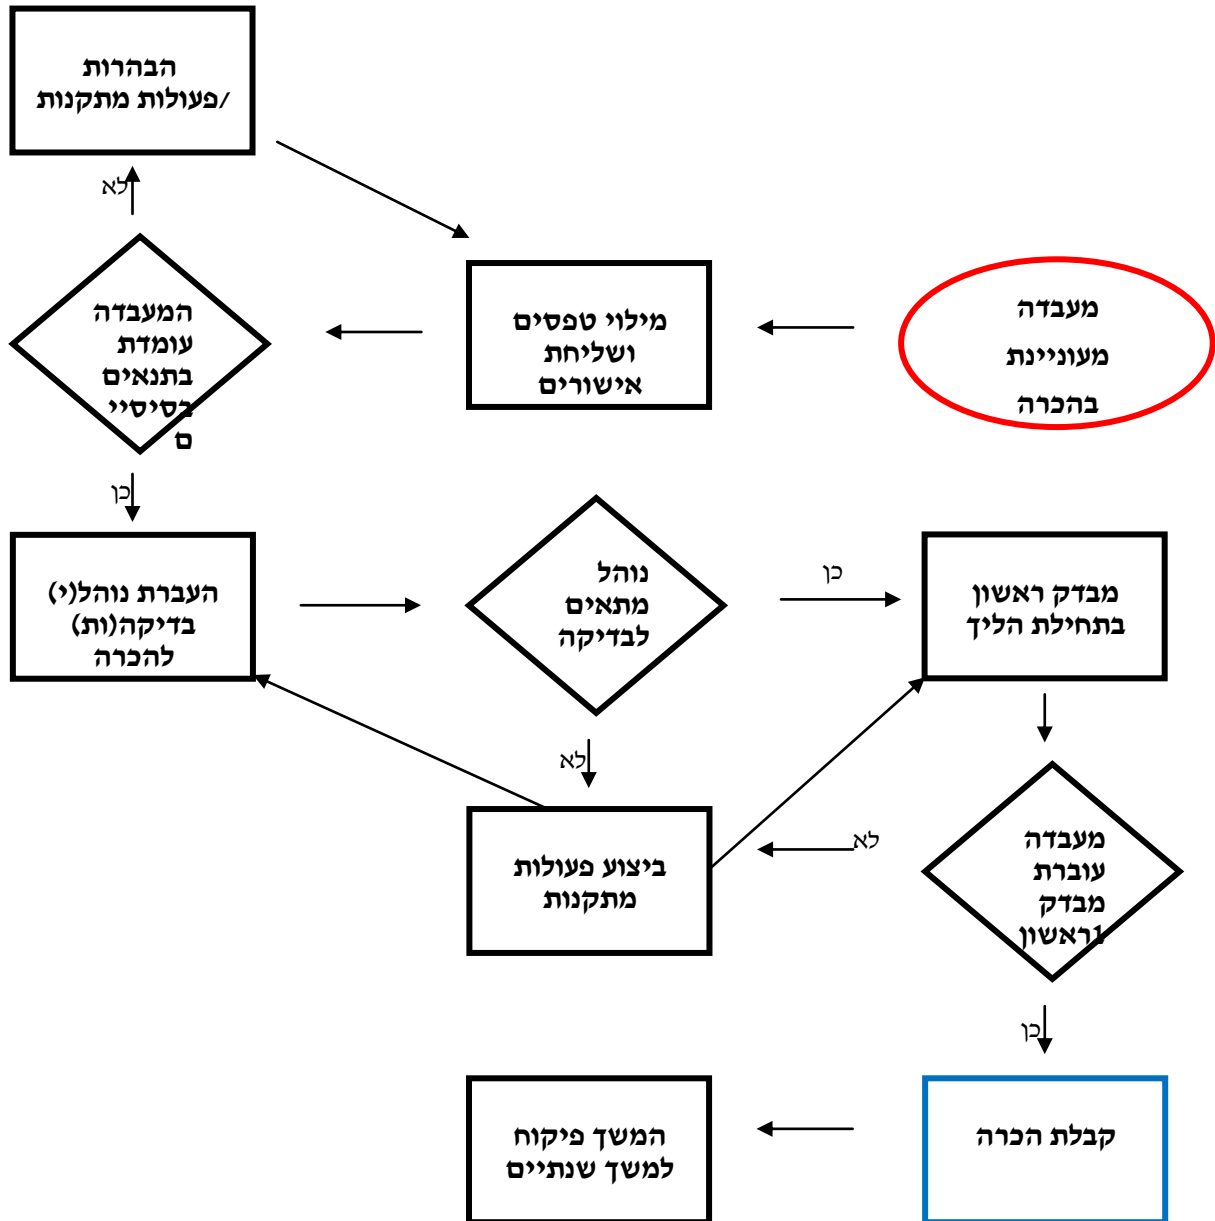 הבהרות
/פעולות מתקנות
לא
מעבדה
מעוניינת
בהכרה
מילוי טפסים
ושליחת
אישורים
המעבדה
עומדת
בתנאים
בסיסיי
ם
כן
העברת נוהל(י)
בדיקה(ות)
להכרה
נוהל
מתאים
לבדיקה
כן
מבדק ראשון
בתחילת הליך
לא
ביצוע פעולות
מתקנות
לא
מעבדה
עוברת
מבדק
ראשון1
כן
קבלת הכרה
המשך פיקוח
למשך שנתיים